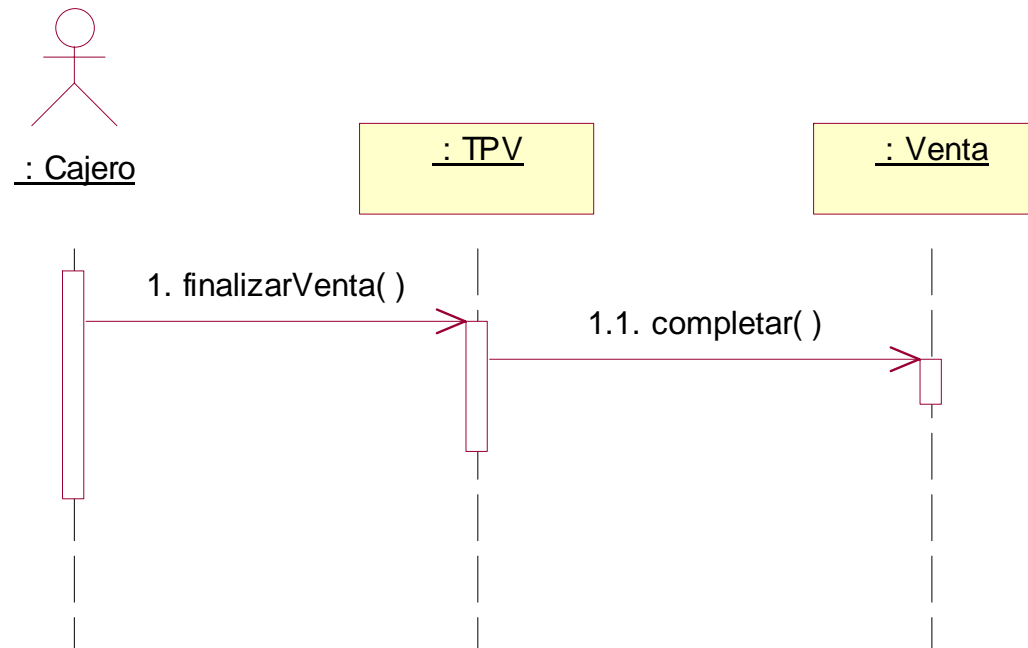 : Cajero
: TPV
: Venta
1. finalizarVenta( )
1.1. completar( )